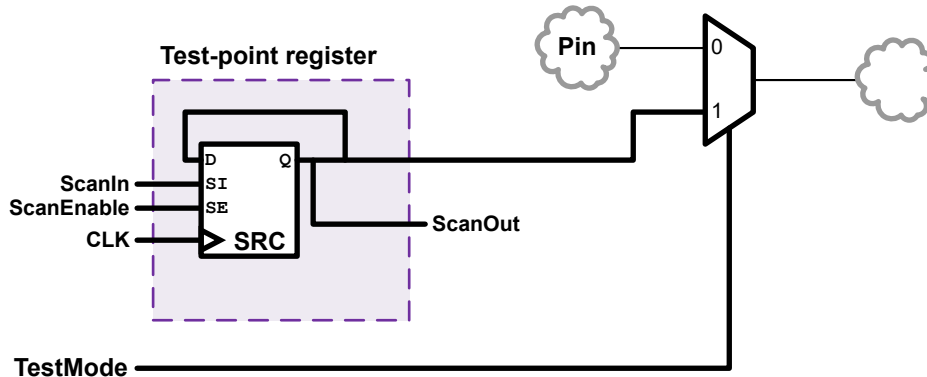 Test-point register
Pin
0
1
D
Q
SI
SE
SRC
ScanIn
ScanEnable
CLK
ScanOut
TestMode